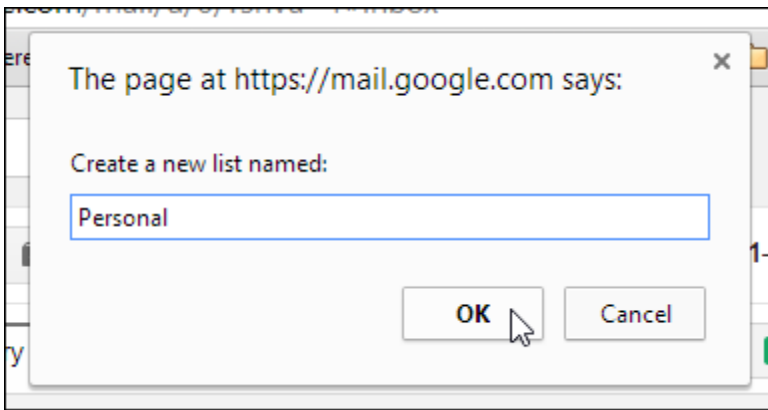 The page at https://mail.google.com says:
Create a new list named:
Personal
OK
Cancel